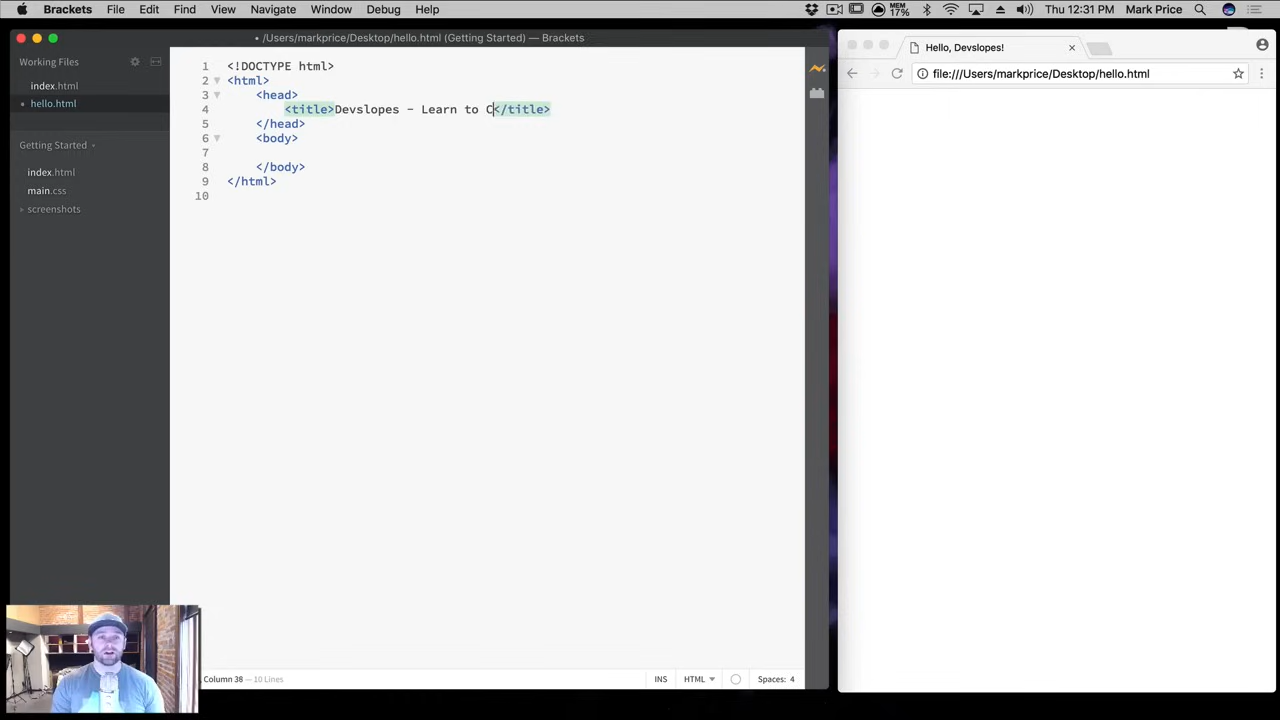 Brackets File Edit Find View Navigate Window Debug Help MEM 17% Thu 12:31 PM Mark Price
• /Users/markprice/Desktop/hello.html (Getting Started) — Brackets
Working Files
index.html
• hello.html
Getting Started
index.html
main.css
screenshots
1 <!DOCTYPE html>
2 <html>
3 <head>
4 <title>Devslopes - Learn to C</title>
5 </head>
6 <body>
7
8 </body>
9 </html>
10
Column 38 — 10 Lines INS HTML Spaces: 4
Hello, Devslopes!
file:///Users/markprice/Desktop/hello.html